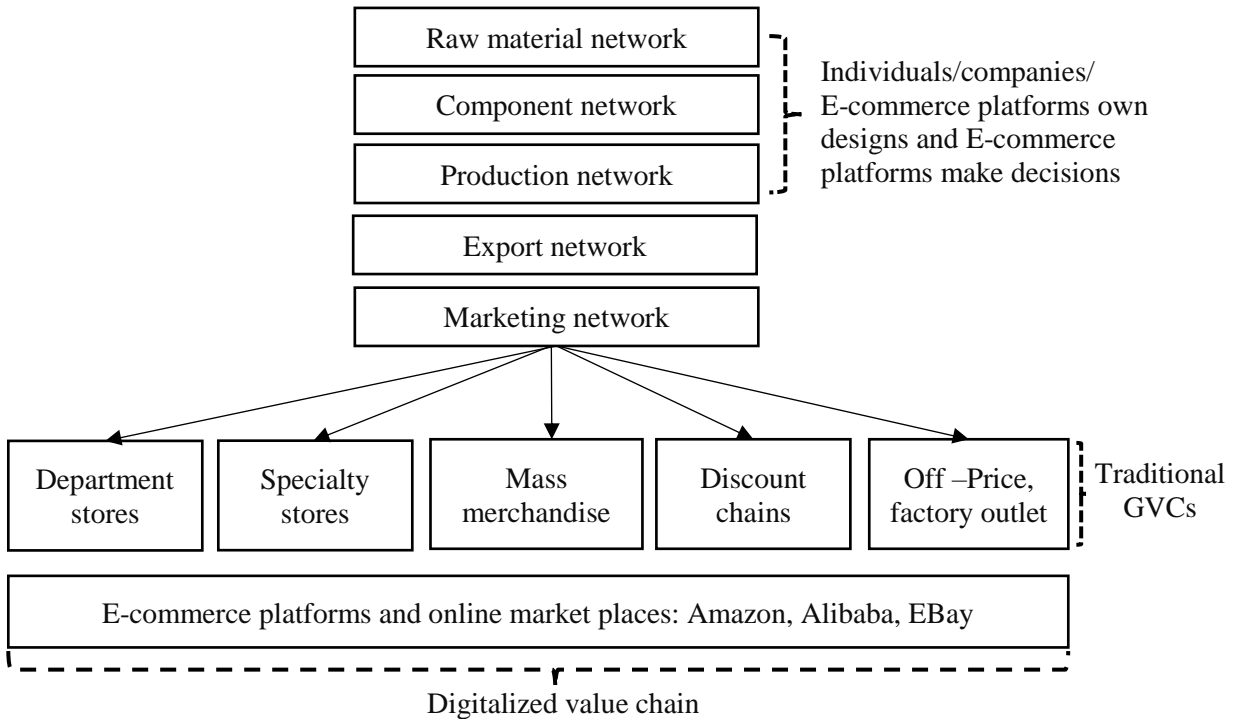 Raw material network
Component network
Production network
Individuals/companies/
E-commerce platforms own
designs and E-commerce
platforms make decisions
Export network
Marketing network
Department
stores
Specialty
stores
Mass
merchandise
Discount
chains
Off –Price,
factory outlet
Traditional
GVCs
E-commerce platforms and online market places: Amazon, Alibaba, EBay
Digitalized value chain